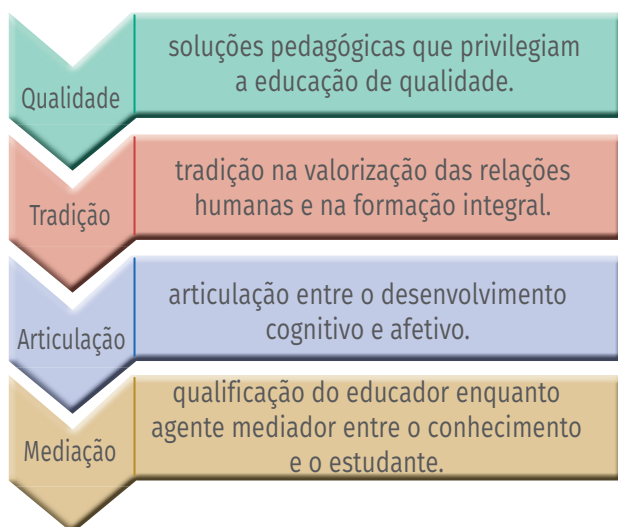 Qualidade
soluções pedagógicas que privilegiam
a educação de qualidade.
Tradição
tradição na valorização das relações
humanas e na formação integral.
Articulação
articulação entre o desenvolvimento
cognitivo e afetivo.
Mediação
qualificação do educador enquanto
agente mediador entre o conhecimento
e o estudante.